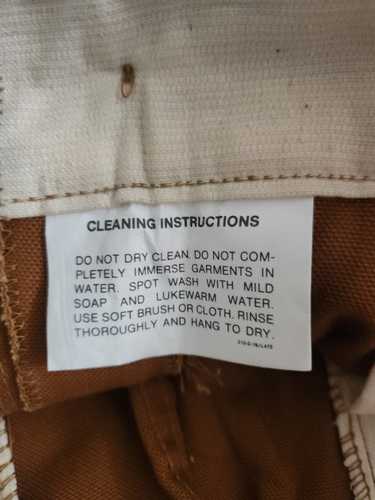 CLEANING INSTRUCTIONS
DO NOT DRY CLEAN. DO NOT COM-
PLETELY IMMERSE GARMENTS IN
WATER. SPOT WASH WITH MILD
SOAP AND LUKEWARM WATER.
USE SOFT BRUSH OR CLOTH. RINSE
THOROUGHLY AND HANG TO DRY.